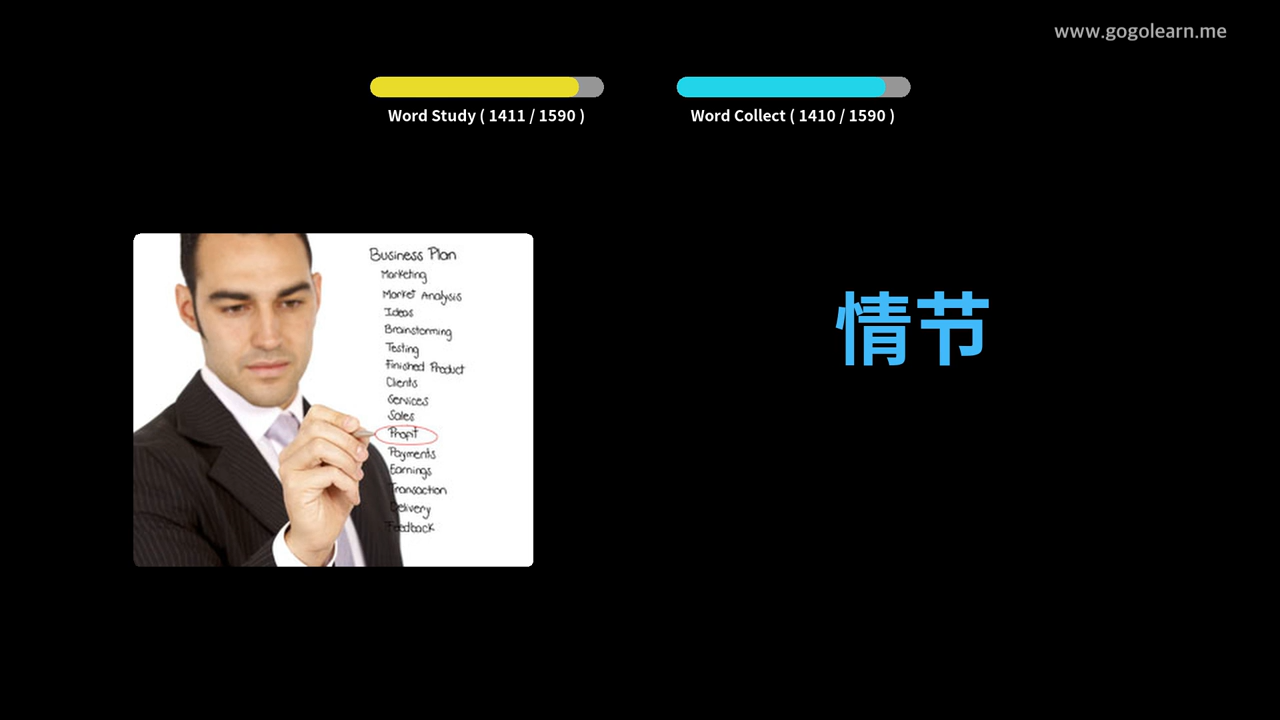 www.gogolearn.me
Word Study ( 1411 / 1590 )
Word Collect ( 1410 / 1590 )
Business Plan
Marketing
Market Analysis
Ideas
Brainstorming
Testing
Finished Product
Clients
Services
Sales
Profit
Payments
Earnings
Transaction
Delivery
Feedback
情节